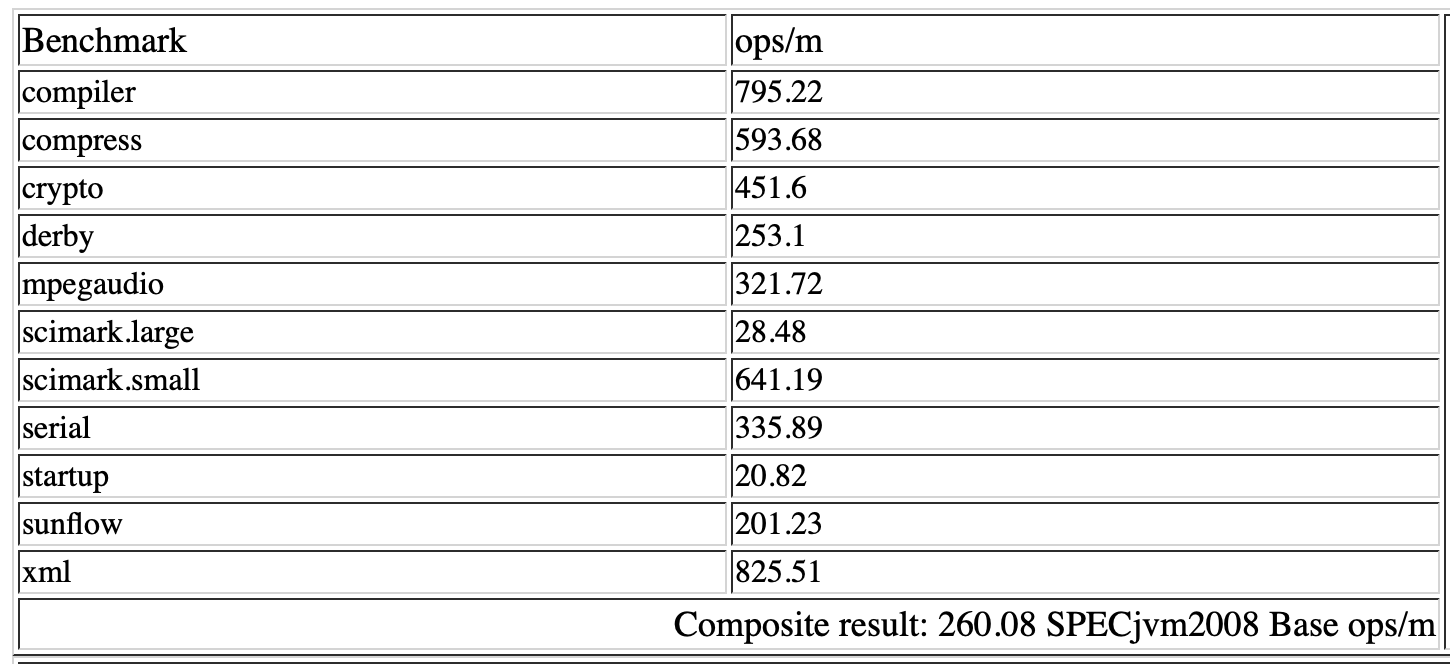 Benchmark ops/m
compiler 795.22
compress 593.68
crypto 451.6
derby 253.1
mpegaudio 321.72
scimark.large 28.48
scimark.small 641.19
serial 335.89
startup 20.82
sunflow 201.23
xml 825.51
Composite result: 260.08 SPECjvm2008 Base ops/m